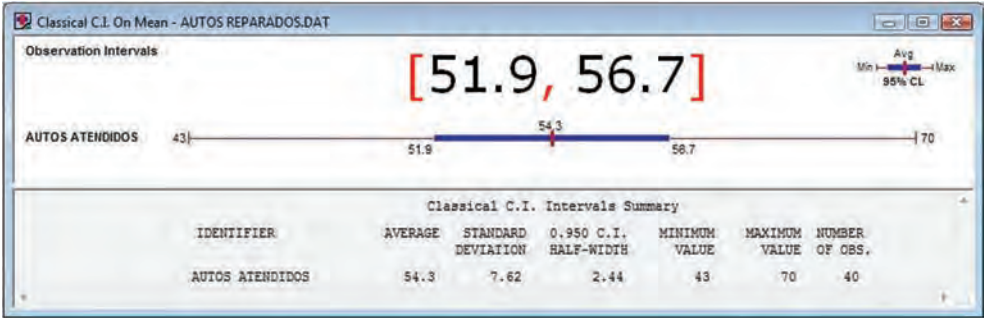 Classical C.I. On Mean - AUTOS REPARADOS.DAT
Observation Intervals
[51.9, 56.7]
Avg
Min Max
95% CL
AUTOS ATENDIDOS 43 54.3 70
51.9 56.7
Classical C.I. Intervals Summary
IDENTIFIER AVERAGE STANDARD 0.950 C.I. MINIMUM MAXIMUM NUMBER
DEVIATION HALF-WIDTH VALUE VALUE OF OBS.
AUTOS ATENDIDOS 54.3 7.62 2.44 43 70 40